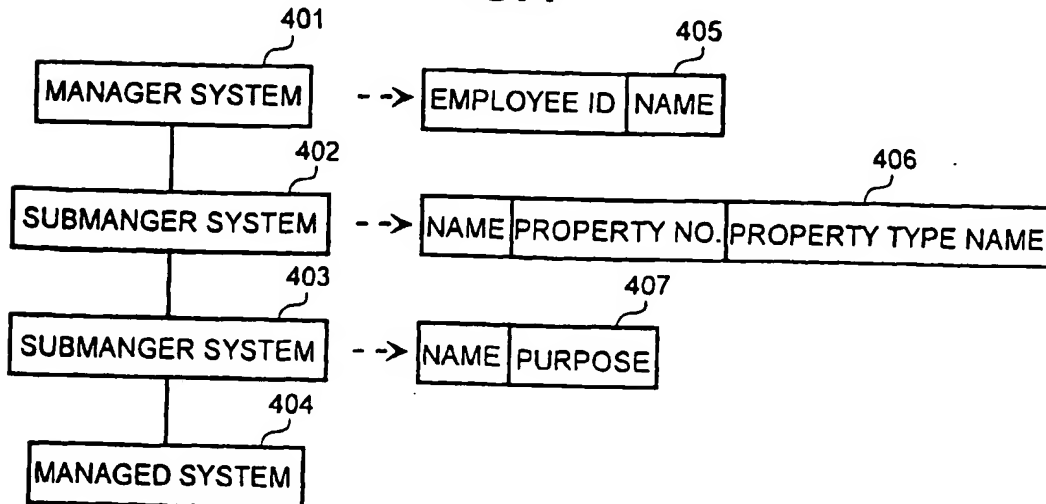 401
405
MANAGER SYSTEM
EMPLOYEE ID NAME
402
406
SUBMANGER SYSTEM
NAME PROPERTY NO. PROPERTY TYPE NAME
403
407
SUBMANGER SYSTEM
NAME PURPOSE
404
MANAGED SYSTEM